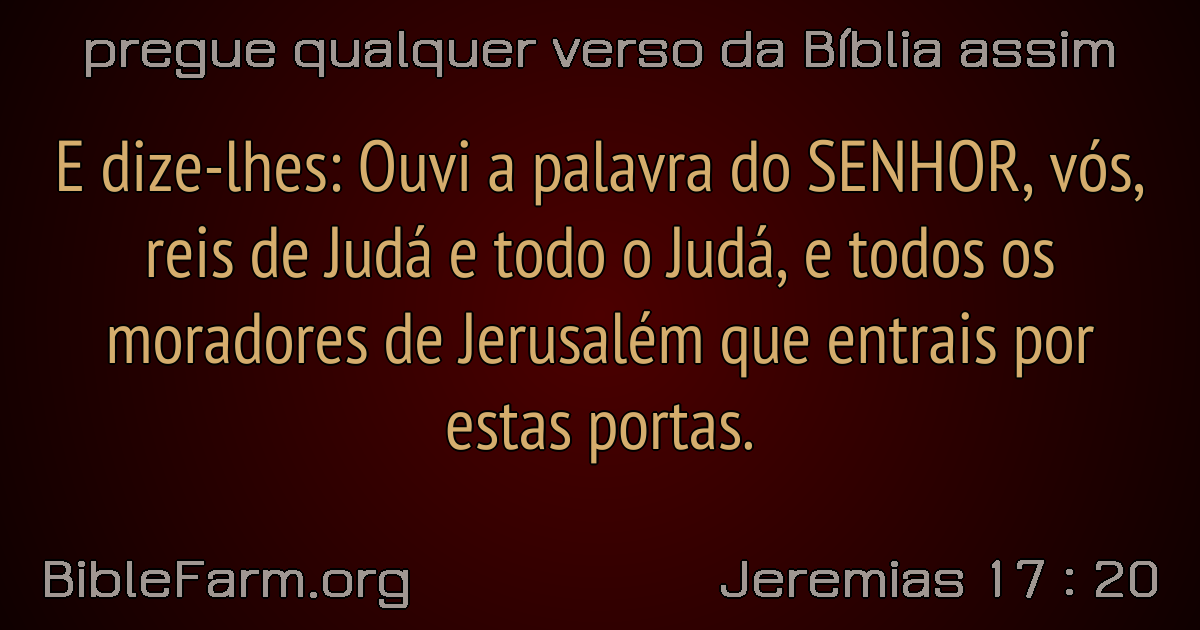 pregue qualquer verso da Bíblia assim
E dize-lhes: Ouvi a palavra do SENHOR, vós,
reis de Judá e todo o Judá, e todos os
moradores de Jerusalém que entrais por
estas portas.
BibleFarm.org
Jeremias 17 : 20